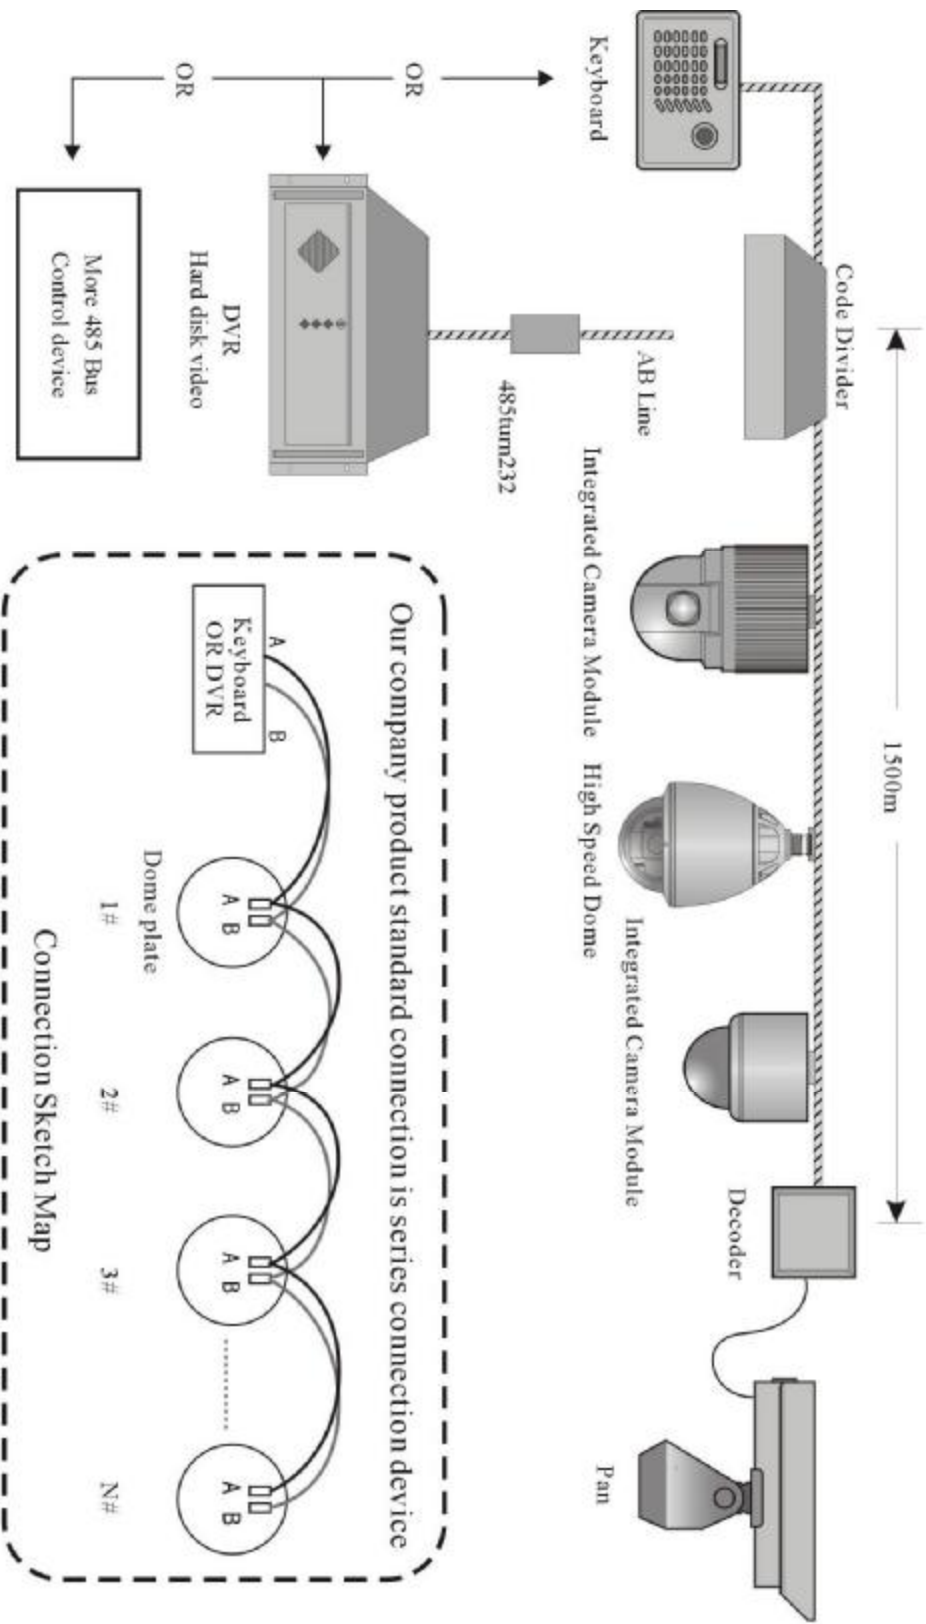 1500m
Keyboard
Code Divider
Integrated Camera Module
High Speed Dome
Integrated Camera Module
Decoder
Pan
OR
AB Line
485turn232
DVR
Hard disk video
OR
More 485 Bus
Control device
Our company product standard connection is series connection device
A
B
Keyboard
OR DVR
A B
A B
A B
A B
Dome plate
1#
2#
3#
N#
Connection Sketch Map